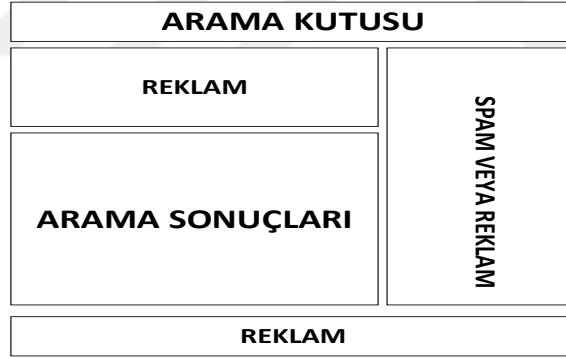 ARAMA KUTUSU
REKLAM
ARAMA SONUÇLARI
SPAM VEYA REKLAM
REKLAM